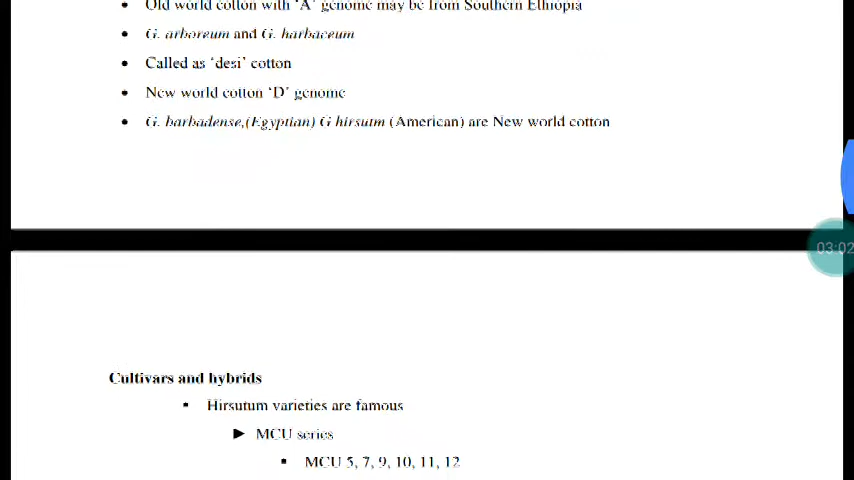 Old world cotton with ‘A’ genome may be from Southern Ethiopia
G. arboreum and G. harbaceum
Called as ‘desi’ cotton
New world cotton ‘D’ genome
G. barbadense,(Egyptian) G hirsutm (American) are New world cotton
03:02
Cultivars and hybrids
Hirsutum varieties are famous
MCU series
MCU 5, 7, 9, 10, 11, 12